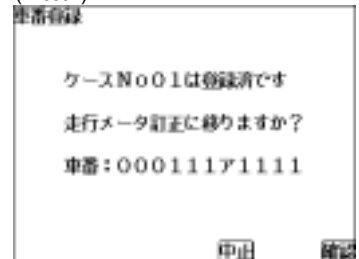 車番登録
ケースNo01は登録済です
走行メータ訂正に移りますか？
車番：000111ア1111
中止 確認